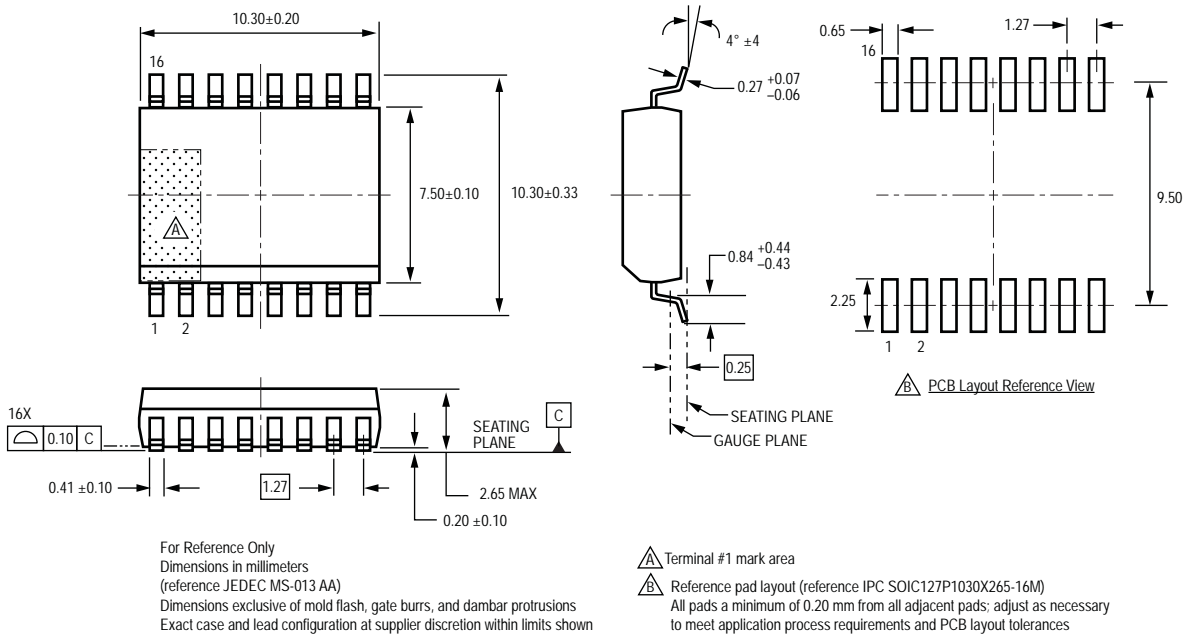 10.30±0.20
16
7.50±0.10
10.30±0.33
A
1 2
4° ±4
0.27 +0.07 –0.06
0.84 +0.44 –0.43
0.25
SEATING PLANE
GAUGE PLANE
0.65
1.27
16
9.50
2.25
1 2
B PCB Layout Reference View
16X
0.10 C
SEATING
PLANE
C
0.41 ±0.10
1.27
2.65 MAX
0.20 ±0.10
For Reference Only
Dimensions in millimeters
(reference JEDEC MS-013 AA)
Dimensions exclusive of mold flash, gate burrs, and dambar protrusions
Exact case and lead configuration at supplier discretion within limits shown
A Terminal #1 mark area
B Reference pad layout (reference IPC SOIC127P1030X265-16M)
All pads a minimum of 0.20 mm from all adjacent pads; adjust as necessary
to meet application process requirements and PCB layout tolerances